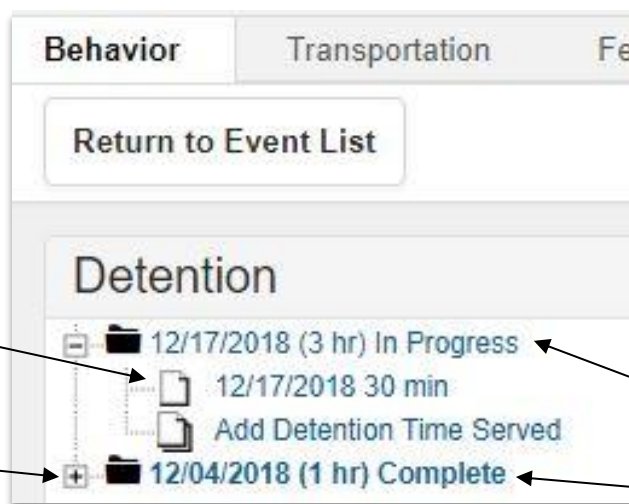 Behavior Transportation Fe
Return to Event List
Detention
12/17/2018 (3 hr) In Progress
12/17/2018 30 min
Add Detention Time Served
12/04/2018 (1 hr) Complete